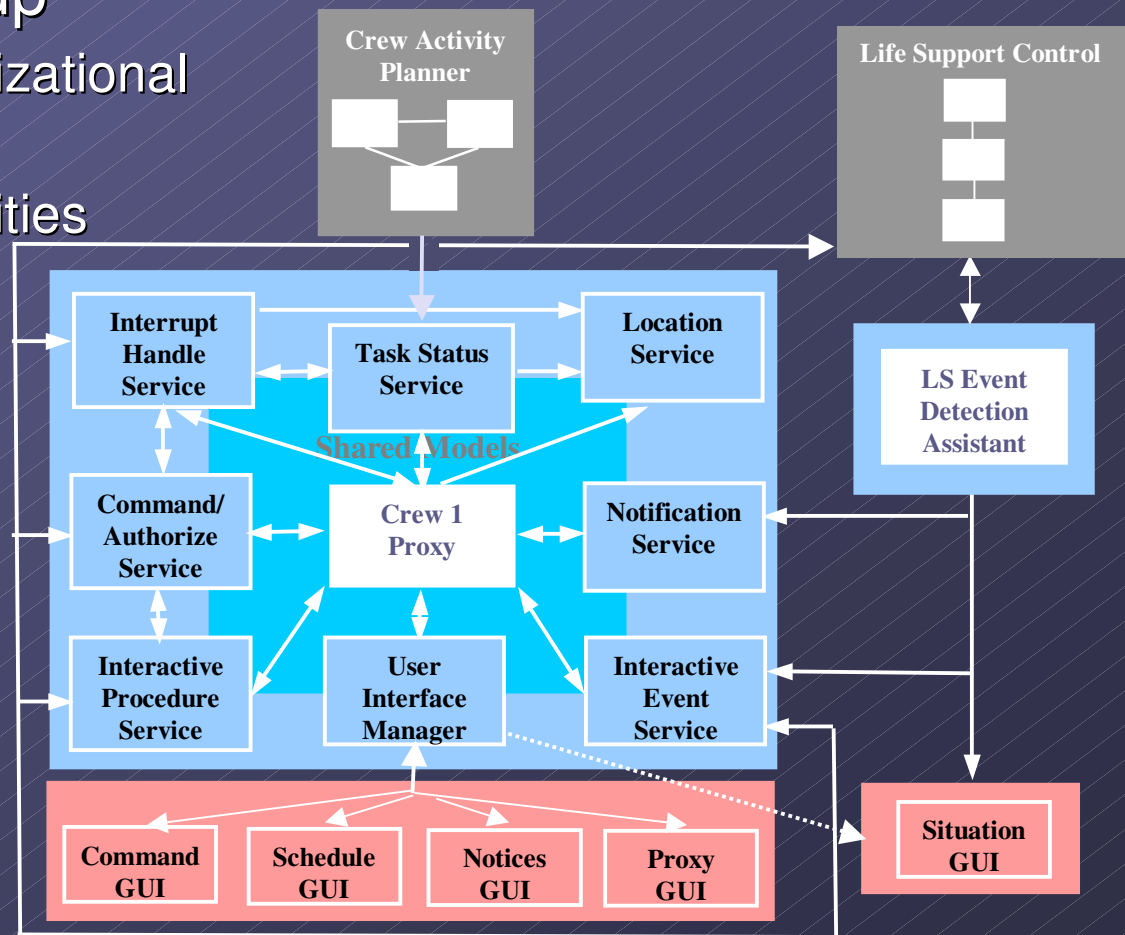 up
izational
ities
Crew Activity
Planner
Life Support Control
Interrupt
Handle
Service
Task Status
Service
Location
Service
LS Event
Detection
Assistant
Shared Models
Command/
Authorize
Service
Crew 1
Proxy
Notification
Service
Interactive
Procedure
Service
User
Interface
Manager
Interactive
Event
Service
Command
GUI
Schedule
GUI
Notices
GUI
Proxy
GUI
Situation
GUI